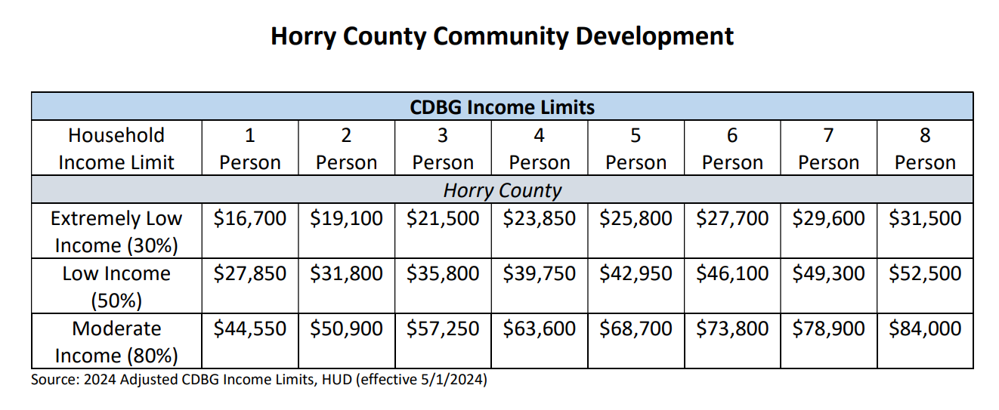 Horry County Community Development
CDBG Income Limits
Household Income Limit 1 Person 2 Person 3 Person 4 Person 5 Person 6 Person 7 Person 8 Person
Horry County
Extremely Low Income (30%) $16,700 $19,100 $21,500 $23,850 $25,800 $27,700 $29,600 $31,500
Low Income (50%) $27,850 $31,800 $35,800 $39,750 $42,950 $46,100 $49,300 $52,500
Moderate Income (80%) $44,550 $50,900 $57,250 $63,600 $68,700 $73,800 $78,900 $84,000
Source: 2024 Adjusted CDBG Income Limits, HUD (effective 5/1/2024)